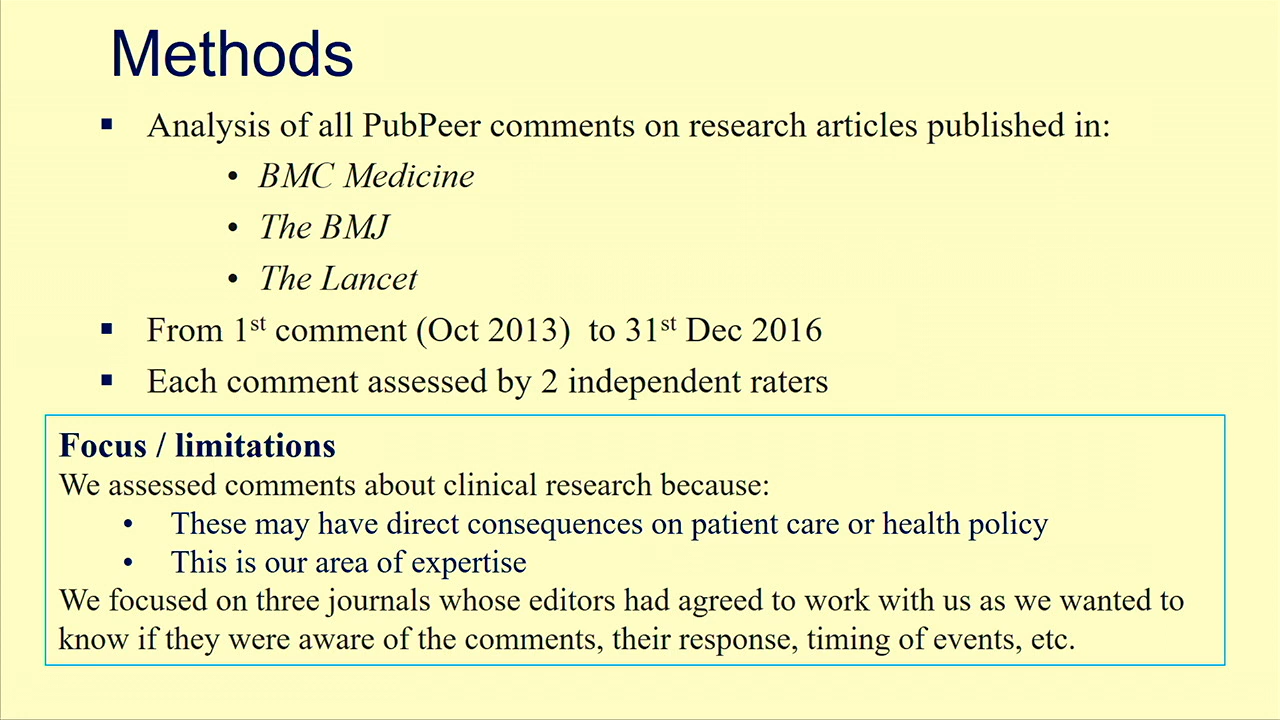 Methods
▪ Analysis of all PubPeer comments on research articles published in:
• BMC Medicine
• The BMJ
• The Lancet
▪ From 1st comment (Oct 2013) to 31st Dec 2016
▪ Each comment assessed by 2 independent raters
Focus / limitations
We assessed comments about clinical research because:
• These may have direct consequences on patient care or health policy
• This is our area of expertise
We focused on three journals whose editors had agreed to work with us as we wanted to
know if they were aware of the comments, their response, timing of events, etc.